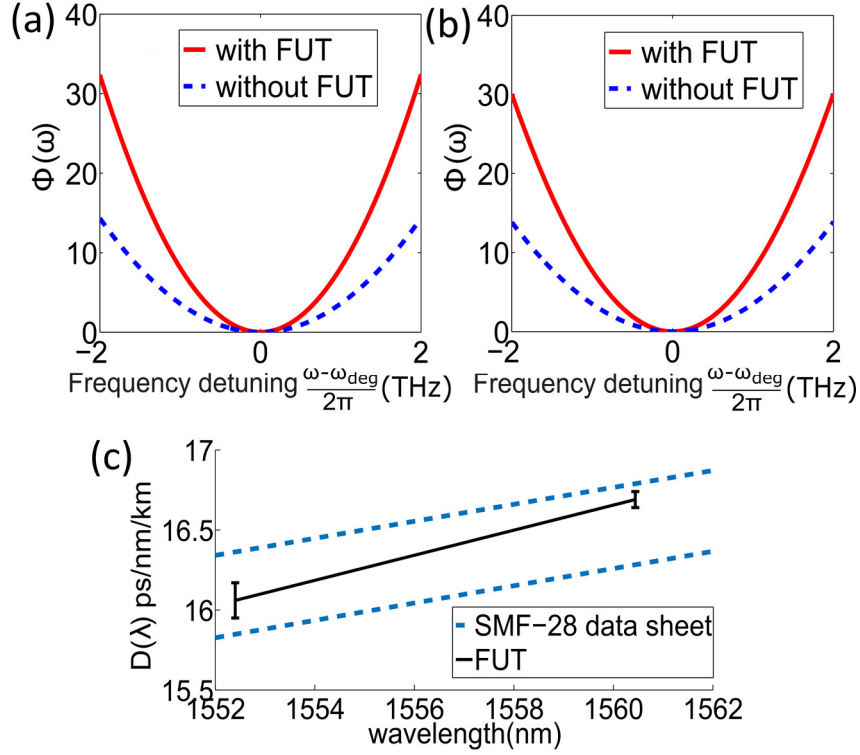 (a)
40
30
20
10
0
Φ(ω)
with FUT
without FUT
−2
0
2
Frequency detuning ω-ω_deg/2π (THz)
(b)
40
30
20
10
0
Φ(ω)
with FUT
without FUT
−2
0
2
Frequency detuning ω-ω_deg/2π (THz)
(c)
17
16.5
16
15.5
D(λ) ps/nm/km
SMF−28 data sheet
FUT
1552
1554
1556
1558
1560
1562
wavelength(nm)